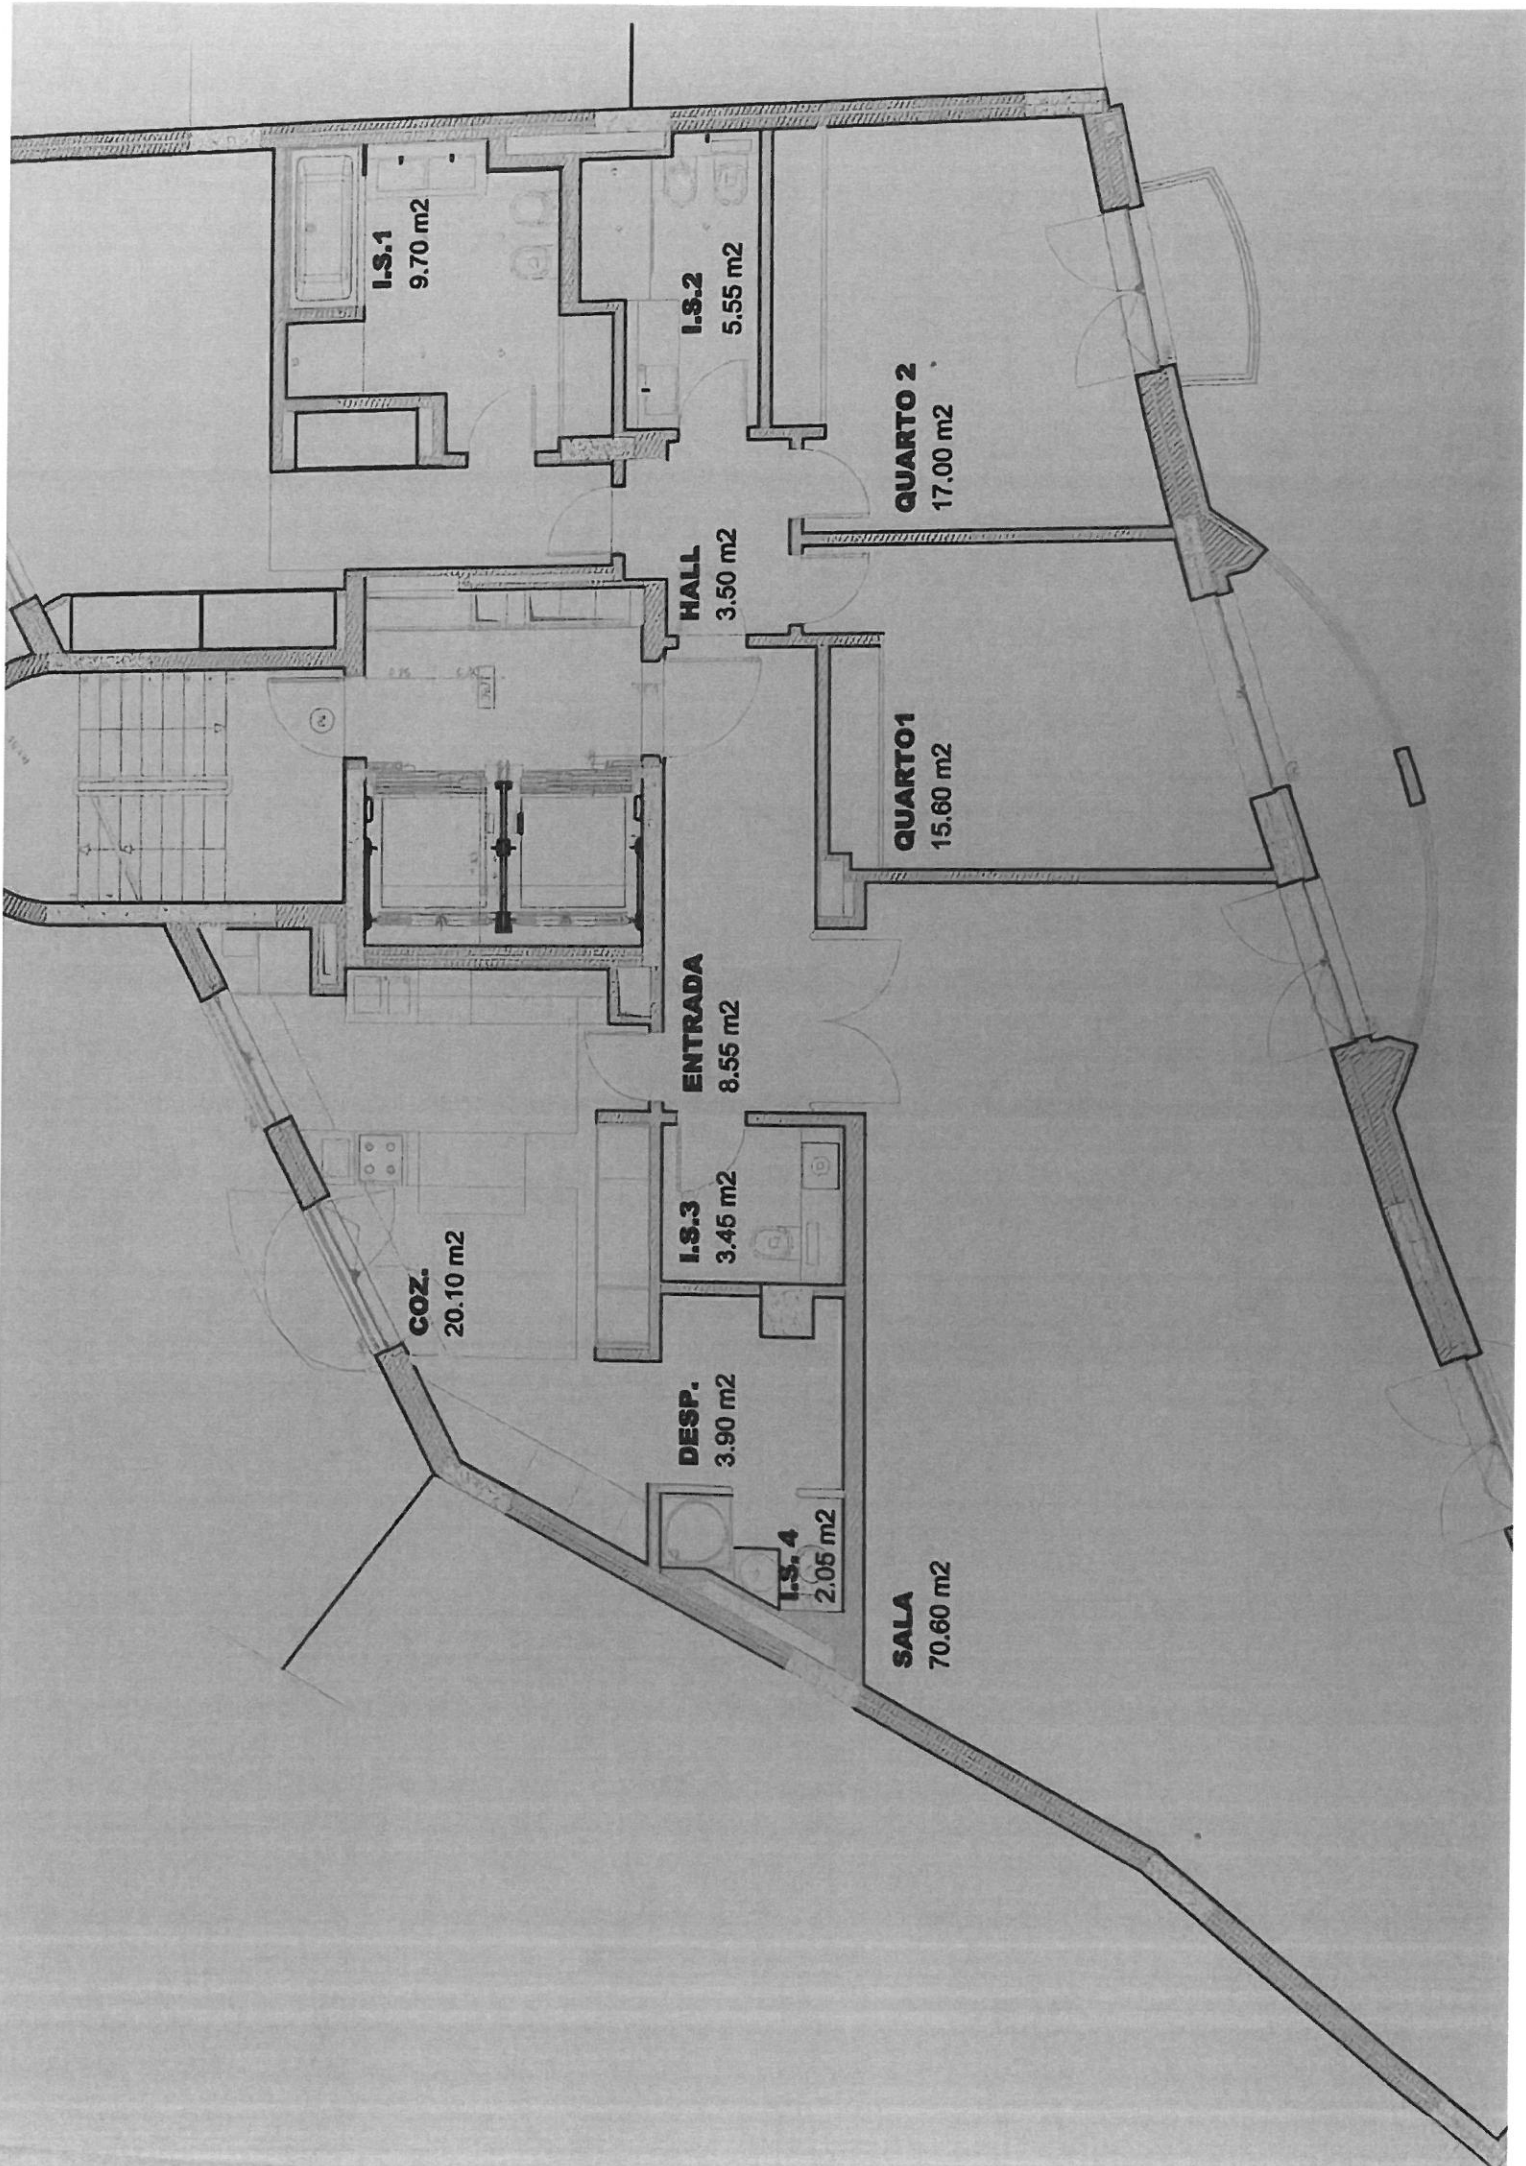 I.S.1
9.70 m2
I.S.2
5.55 m2
QUARTO 2
17.00 m2
HALL
3.50 m2
QUARTO1
15.60 m2
ENTRADA
8.55 m2
COZ.
20.10 m2
I.S.3
3.45 m2
DESP.
3.90 m2
I.S. 4
2.05 m2
SALA
70.60 m2